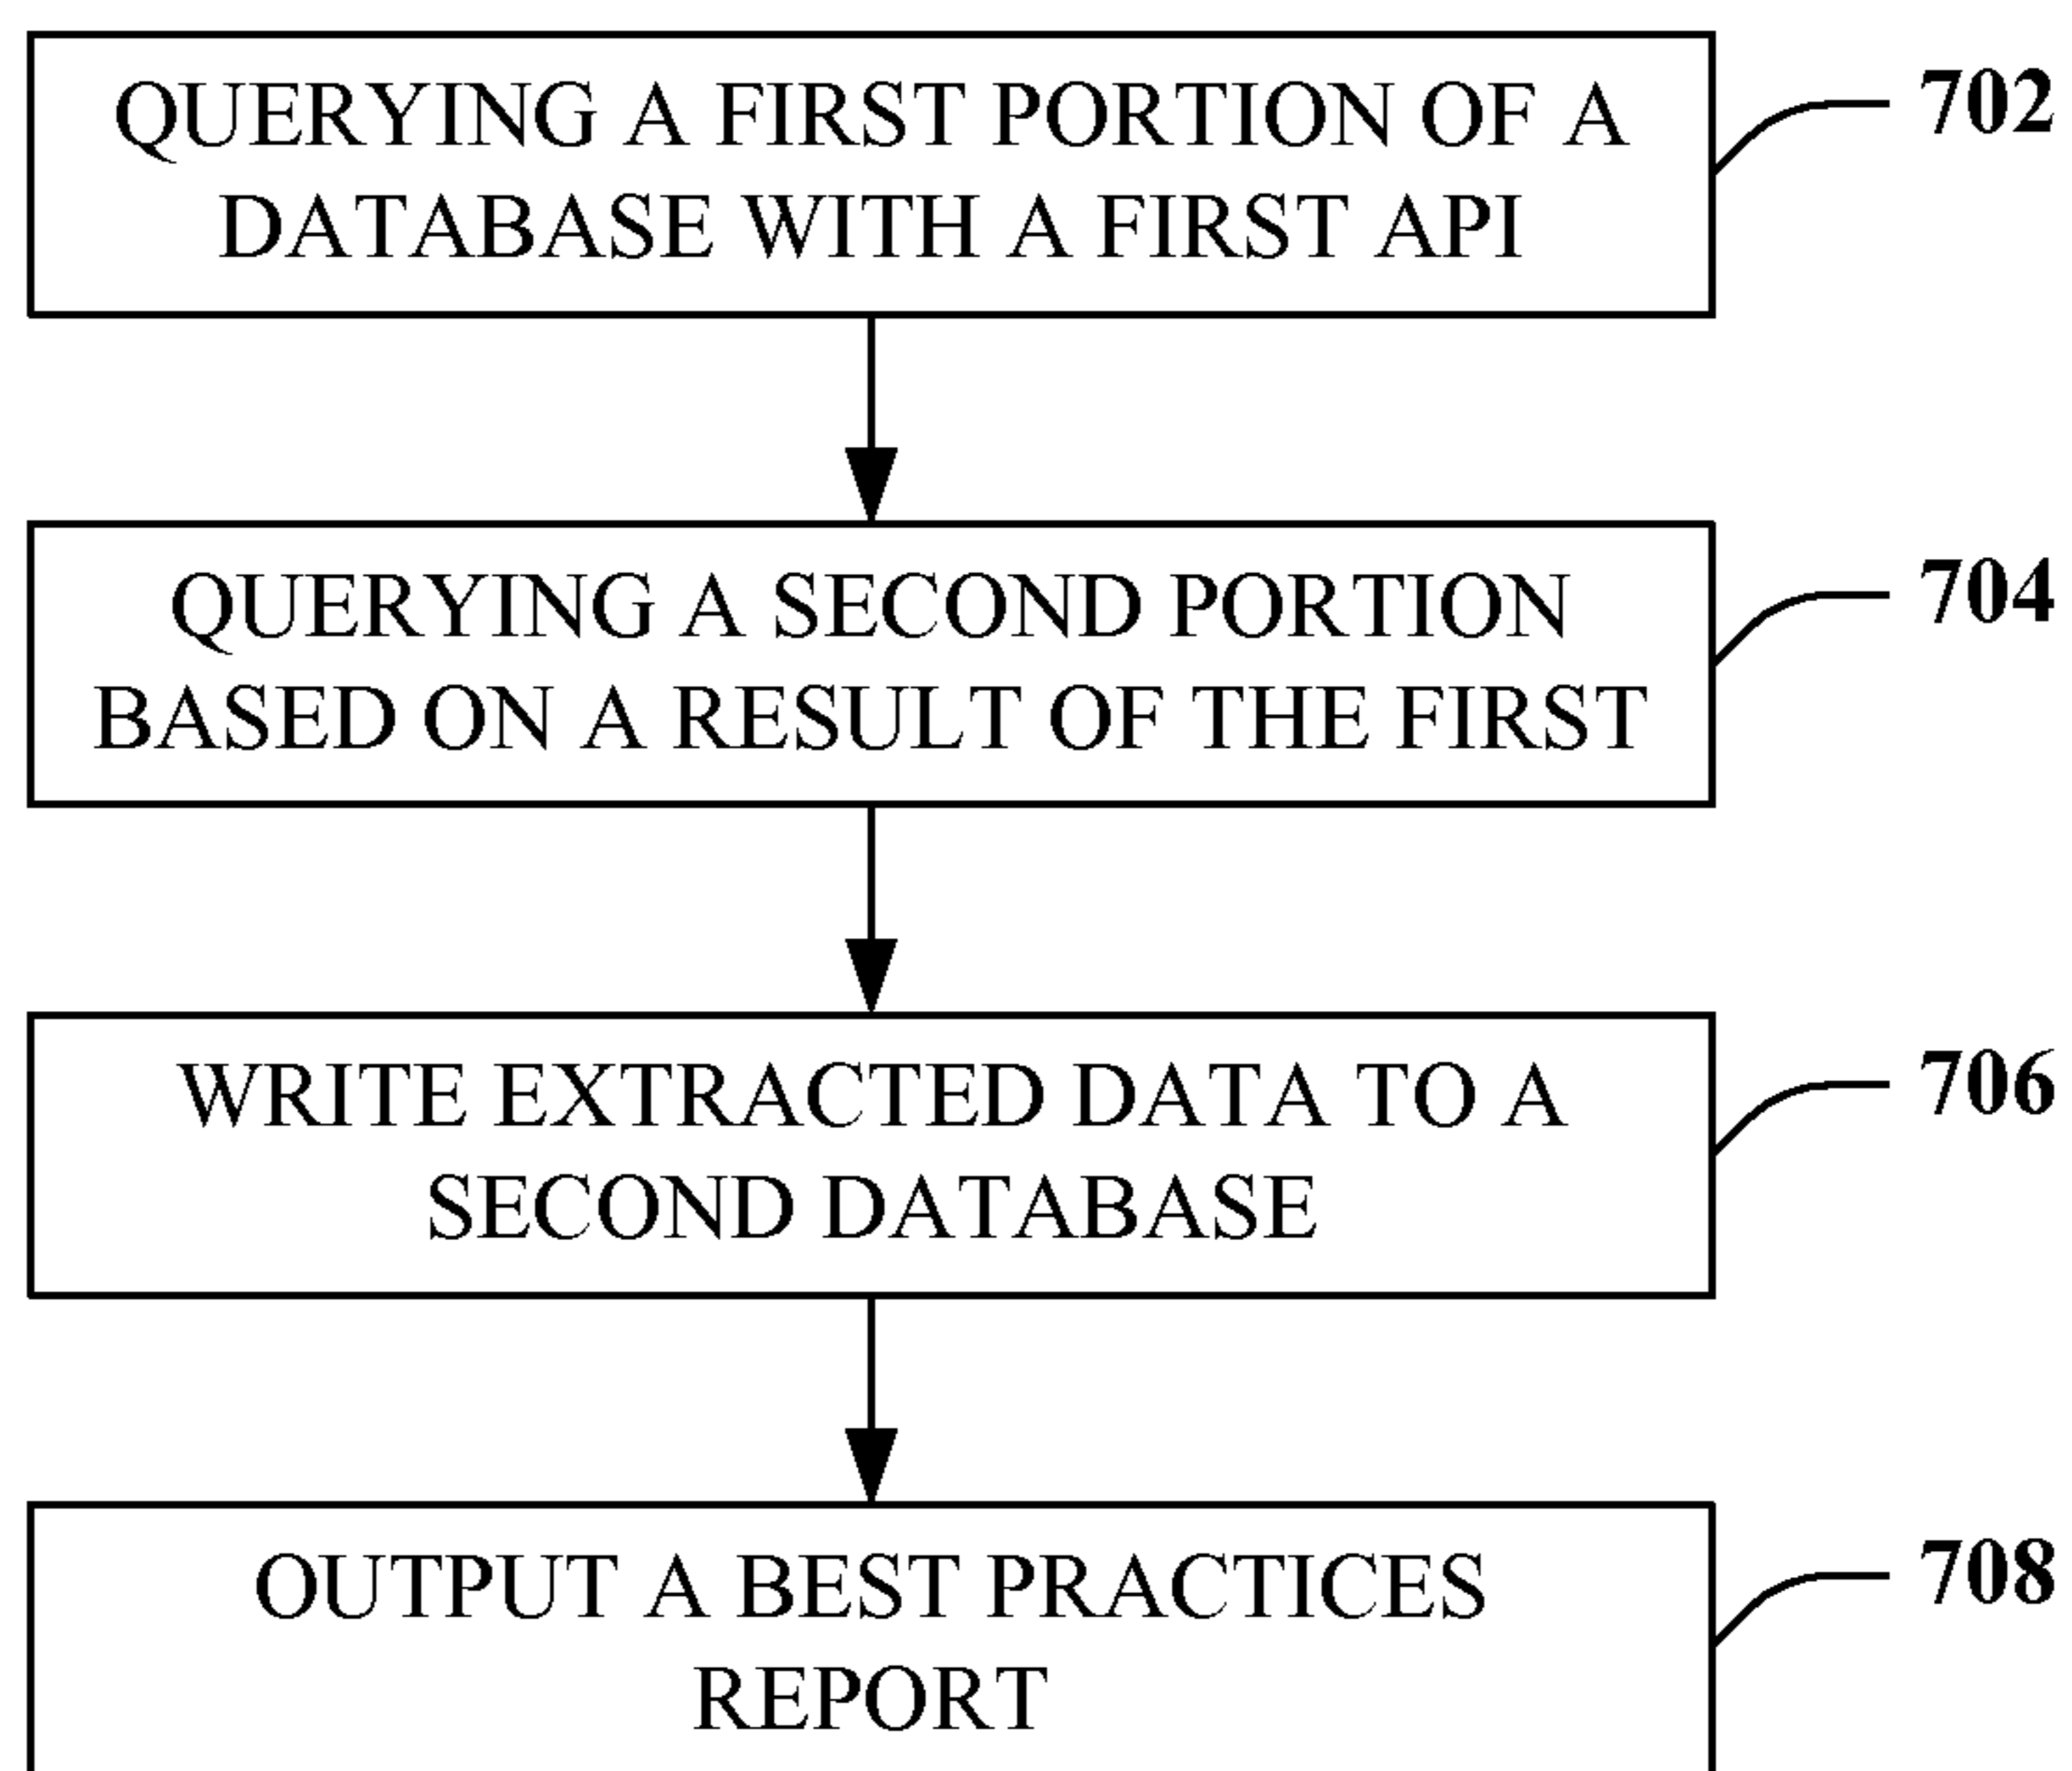 QUERYING A FIRST PORTION OF A
DATABASE WITH A FIRST API
702
QUERYING A SECOND PORTION
BASED ON A RESULT OF THE FIRST
704
WRITE EXTRACTED DATA TO A
SECOND DATABASE
706
OUTPUT A BEST PRACTICES
REPORT
708